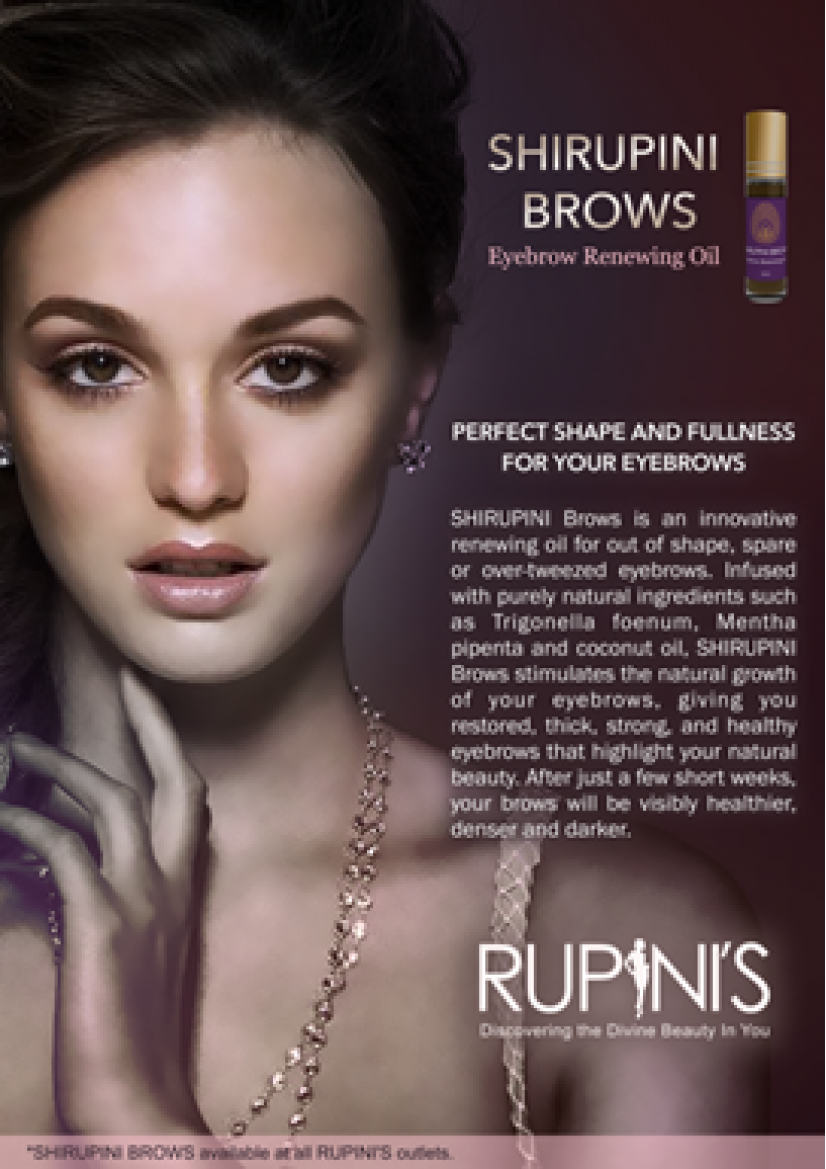 SHIRUPINI
BROWS
Eyebrow Renewing Oil
PERFECT SHAPE AND FULLNESS
FOR YOUR EYEBROWS
SHIRUPINI Brows is an innovative
renewing oil for out of shape, spare
or over-tweezed eyebrows. Infused
with purely natural ingredients such
as Trigonella foenum, Mentha
pipenta and coconut oil, SHIRUPINI
Brows stimulates the natural growth
of your eyebrows, giving you
restored, thick, strong, and healthy
eyebrows that highlight your natural
beauty. After just a few short weeks,
your brows will be visibly healthier,
denser and darker.
RUPINI'S
Discovering the Divine Beauty In You
*SHIRUPINI BROWS available at all RUPINI'S outlets.